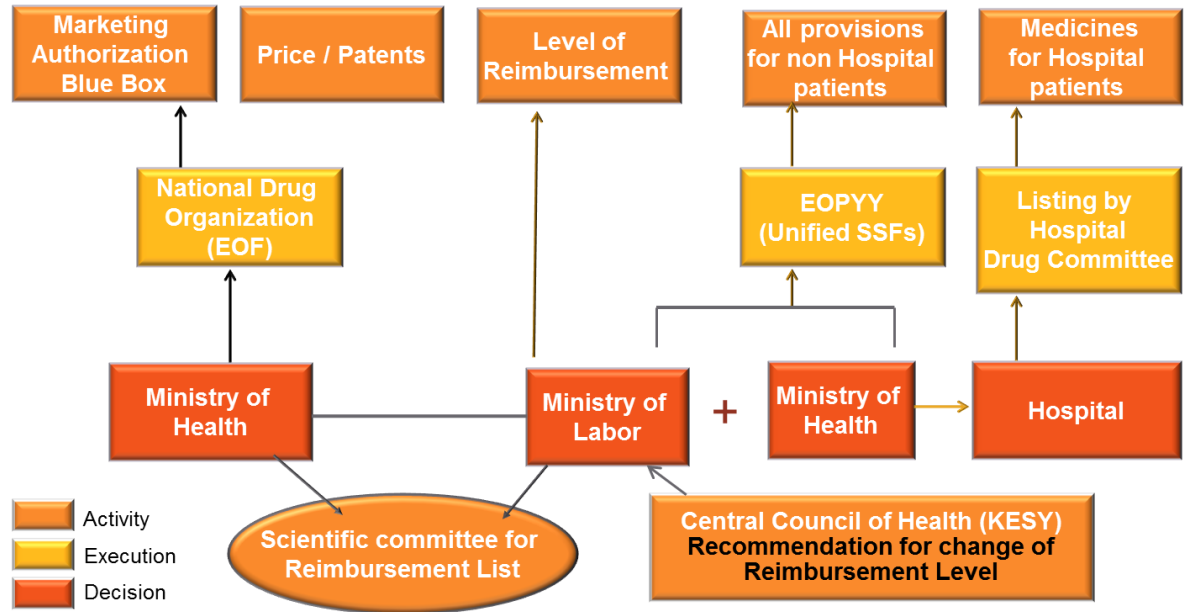 Marketing
Authorization
Blue Box
Price / Patents
Level of
Reimbursement
All provisions
for non Hospital
patients
Medicines
for Hospital
patients
National Drug
Organization
(EOF)
EOPYY
(Unified SSFs)
Listing by
Hospital
Drug Committee
Ministry of
Health
Ministry of
Labor
+
Ministry of
Health
Hospital
Activity
Execution
Decision
Scientific committee for
Reimbursement List
Central Council of Health (KESY)
Recommendation for change of
Reimbursement Level